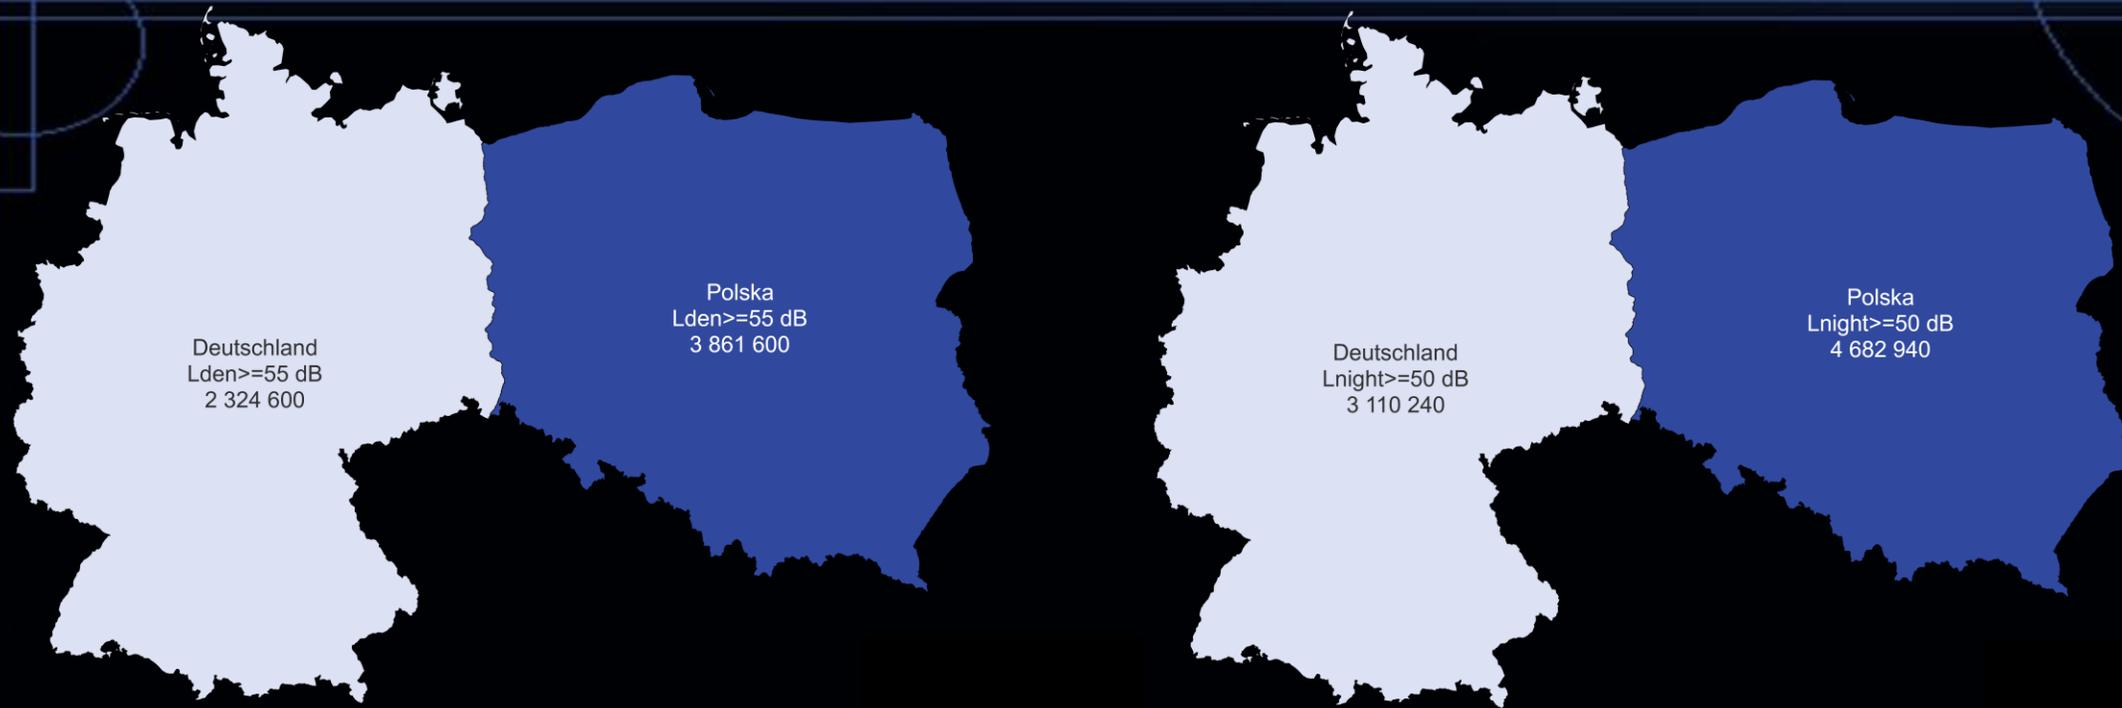 Deutschland
Lden>=55 dB
2 324 600
Polska
Lden>=55 dB
3 861 600
Deutschland
Lnight>=50 dB
3 110 240
Polska
Lnight>=50 dB
4 682 940